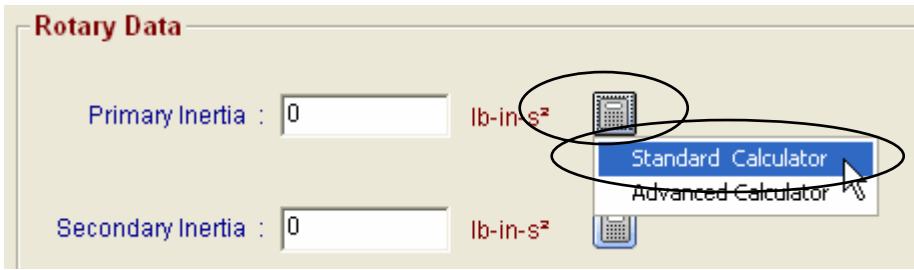 Rotary Data
Primary Inertia : 0 lb-in-s²
Standard Calculator
Advanced Calculator
Secondary Inertia : 0 lb-in-s²